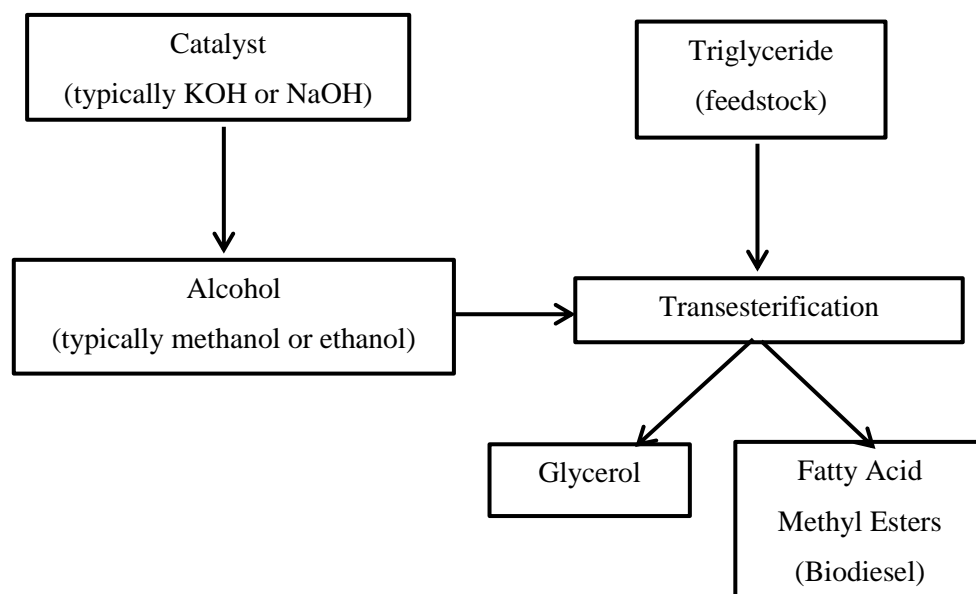 Catalyst
(typically KOH or NaOH)
Triglyceride
(feedstock)
Alcohol
(typically methanol or ethanol)
Transesterification
Glycerol
Fatty Acid
Methyl Esters
(Biodiesel)